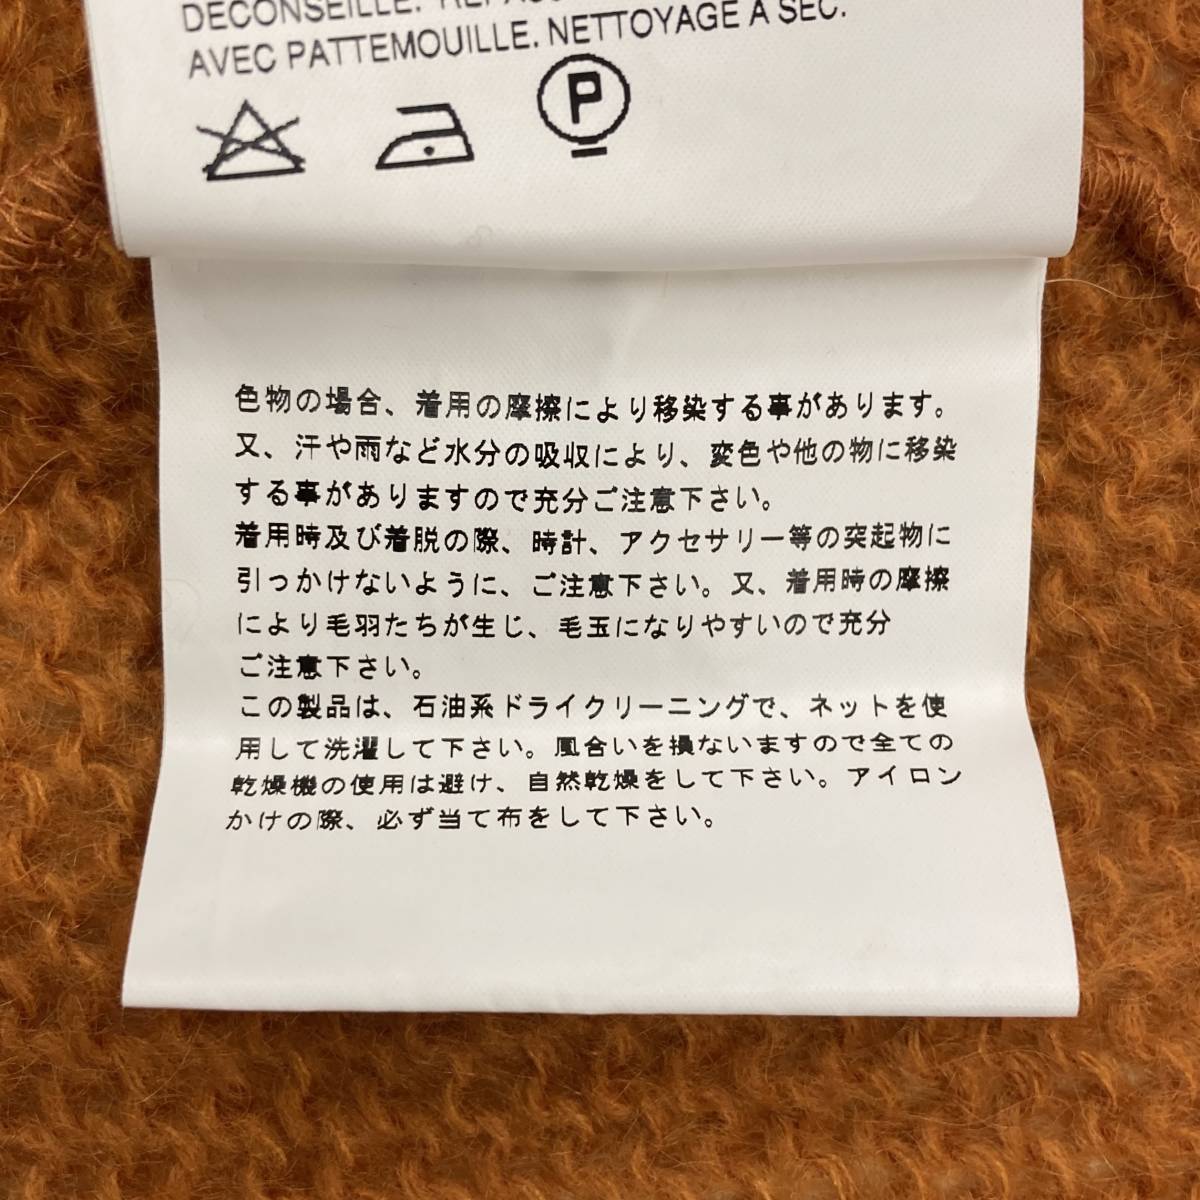 DECONSEILLE.
AVEC PATTEMOUILLE. NETTOYAGE A SEC.
P
色物の場合、着用の摩擦により移染する事があります。
又、汗や雨など水分の吸収により、変色や他の物に移染
する事がありますので充分ご注意下さい。
着用時及び着脱の際、時計、アクセサリー等の突起物に
引っかけないように、ご注意下さい。又、着用時の摩擦
により毛羽たちが生じ、毛玉になりやすいので充分
ご注意下さい。
この製品は、石油系ドライクリーニングで、ネットを使
用して洗濯して下さい。風合いを損ないますので全ての
乾燥機の使用は避け、自然乾燥をして下さい。アイロン
かけの際、必ず当て布をして下さい。